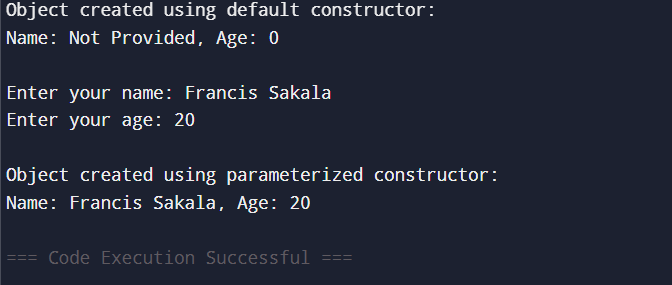 Object created using default constructor:
Name: Not Provided, Age: 0
Enter your name: Francis Sakala
Enter your age: 20
Object created using parameterized constructor:
Name: Francis Sakala, Age: 20
=== Code Execution Successful ===